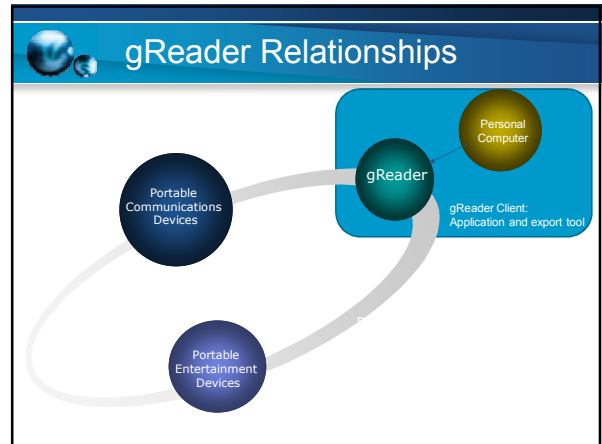 gReader Relationships
Personal
Computer
gReader
gReader Client:
Application and export tool
Portable
Communications
Devices
Portable
Entertainment
Devices